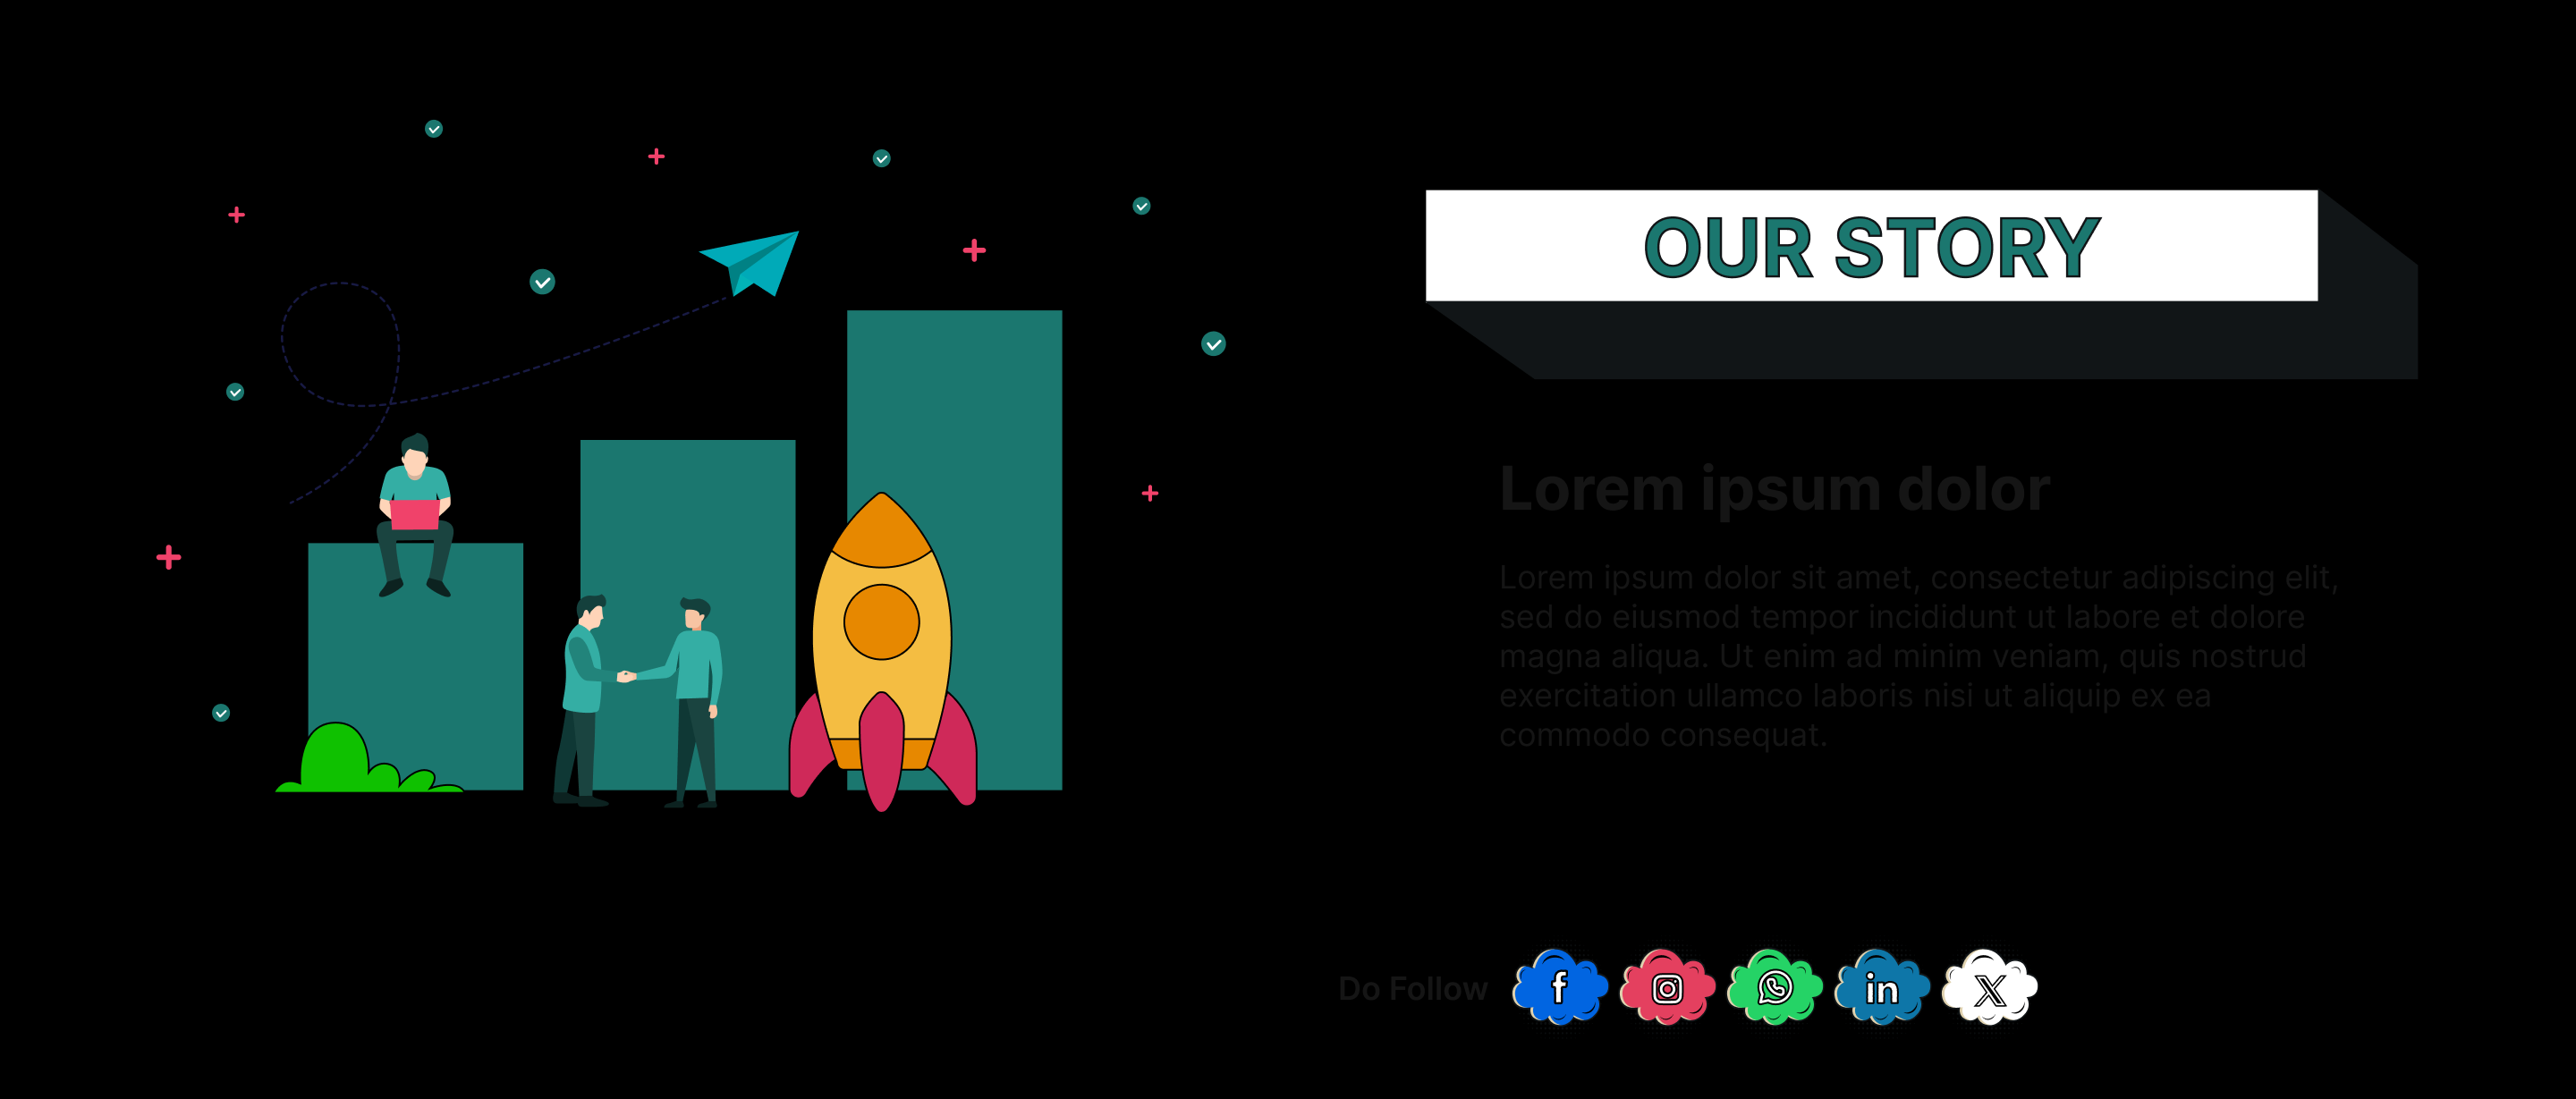 OUR STORY
Lorem ipsum dolor
Lorem ipsum dolor sit amet, consectetur adipiscing elit,
sed do eiusmod tempor incididunt ut labore et dolore
magna aliqua. Ut enim ad minim veniam, quis nostrud
exercitation ullamco laboris nisi ut aliquip ex ea
commodo consequat.
Do Follow